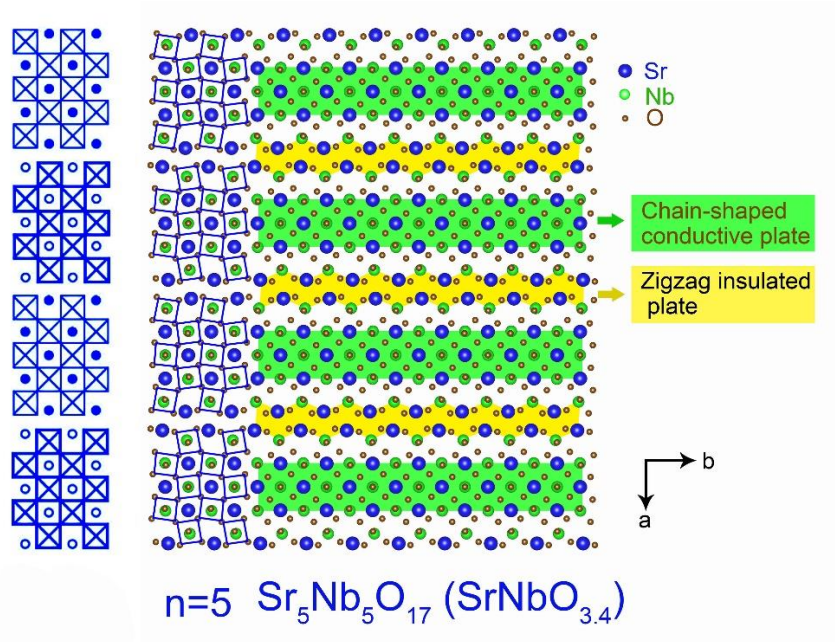 Sr
Nb
O
Chain-shaped
conductive plate
Zigzag insulated
plate
b
a
n=5 Sr₅Nb₅O₁₇ (SrNbO₃.₄)